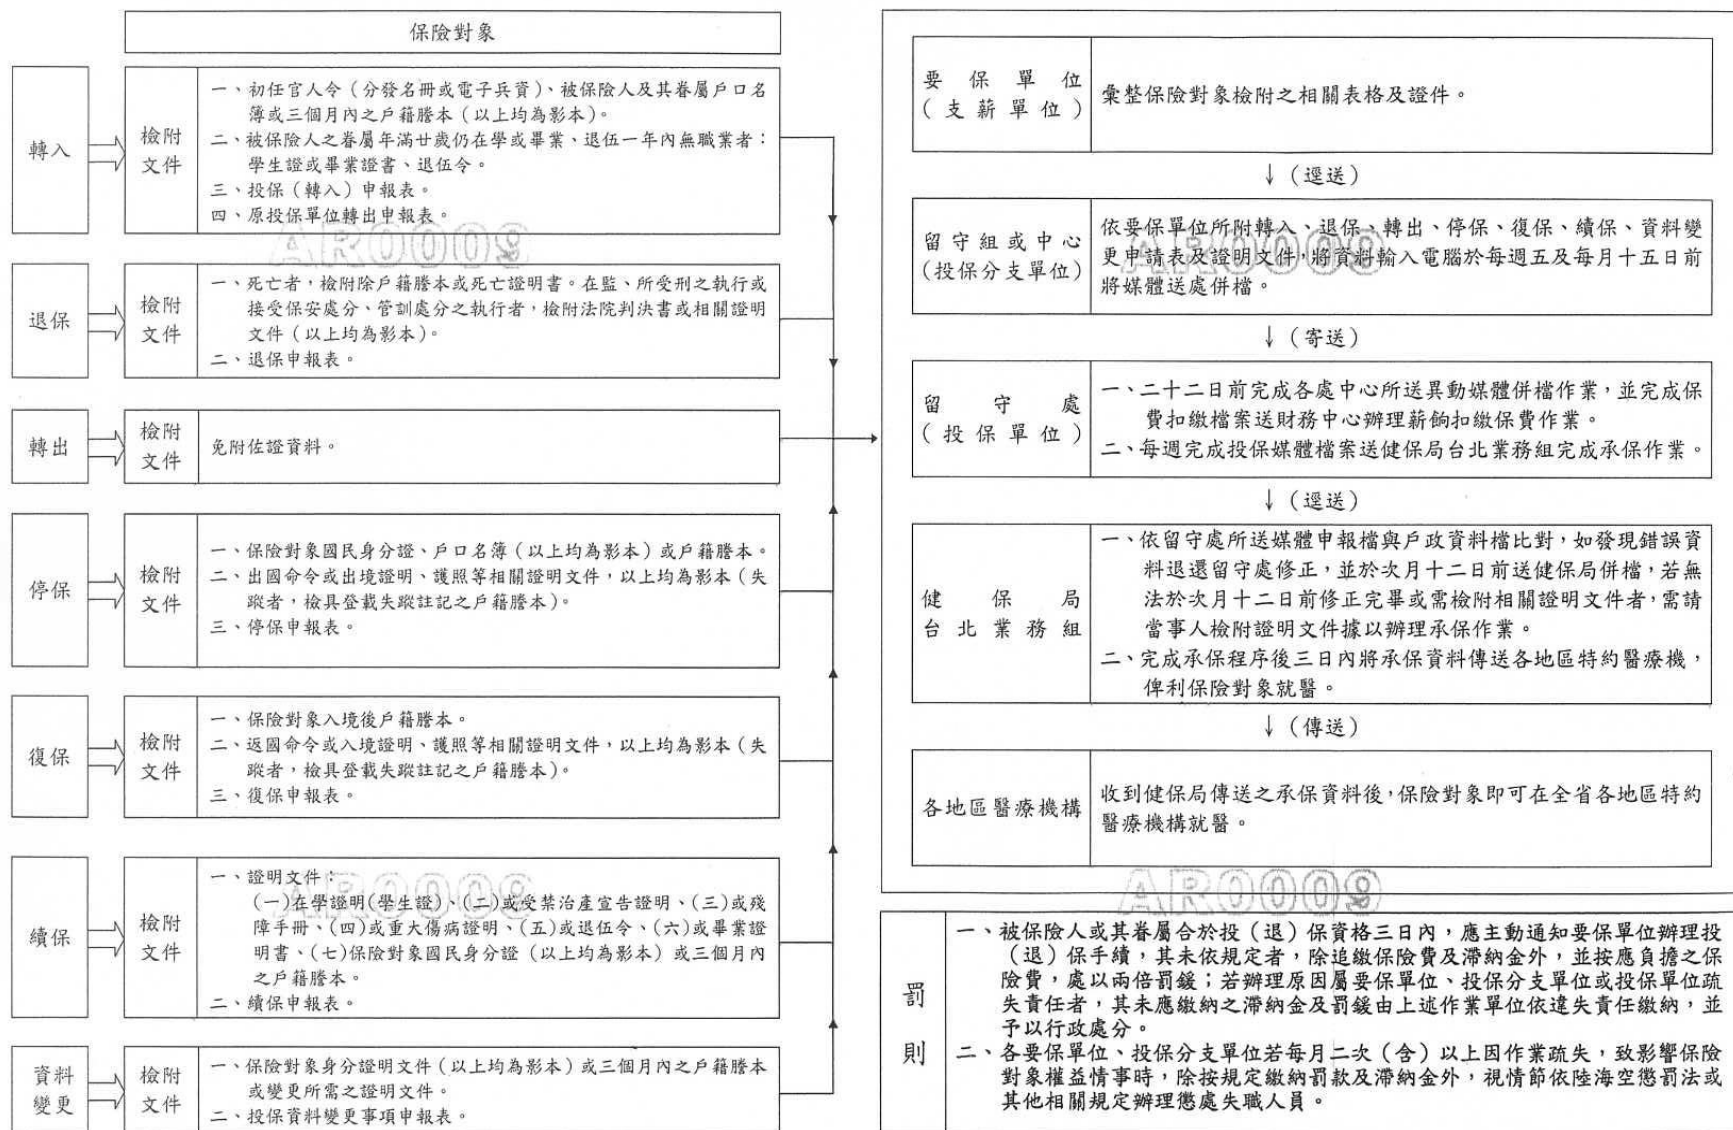 保險對象
轉入
檢附
文件
一、初任官人令（分發名冊或電子兵資）、被保險人及其眷屬戶口名
簿或三個月內之戶籍謄本（以上均為影本）。
二、被保險人之眷屬年滿廿歲仍在學或畢業、退伍一年內無職業者：
學生證或畢業證書、退伍令。
三、投保（轉入）申報表。
四、原投保單位轉出申報表。
AR0009
退保
檢附
文件
一、死亡者，檢附除戶籍謄本或死亡證明書。在監、所受刑之執行或
接受保安處分、管訓處分之執行者，檢附法院判決書或相關證明
文件（以上均為影本）。
二、退保申報表。
轉出
檢附
文件
免附佐證資料。
停保
檢附
文件
一、保險對象國民身分證、戶口名簿（以上均為影本）或戶籍謄本。
二、出國命令或出境證明、護照等相關證明文件，以上均為影本（失
蹤者，檢具登載失蹤註記之戶籍謄本）。
三、停保申報表。
復保
檢附
文件
一、保險對象入境後戶籍謄本。
二、返國命令或入境證明、護照等相關證明文件，以上均為影本（失
蹤者，檢具登載失蹤註記之戶籍謄本）。
三、復保申報表。
續保
檢附
文件
一、證明文件：
(一)在學證明(學生證)、(二)或受禁治產宣告證明、(三)或殘
障手冊、(四)或重大傷病證明、(五)或退伍令、(六)或畢業證
明書、(七)保險對象國民身分證（以上均為影本）或三個月內
之戶籍謄本。
二、續保申報表。
AR0009
資料
變更
檢附
文件
一、保險對象身分證明文件（以上均為影本）或三個月內之戶籍謄本
或變更所需之證明文件。
二、投保資料變更事項申報表。
要保單位
（支薪單位）
彙整保險對象檢附之相關表格及證件。
↓（逕送）
留守組或中心
(投保分支單位)
依要保單位所附轉入、退保、轉出、停保、復保、續保、資料變
更申請表及證明文件，將資料輸入電腦於每週五及每月十五日前
將媒體送處併檔。
AR0009
↓（寄送）
留守處
（投保單位）
一、二十二日前完成各處中心所送異動媒體併檔作業，並完成保
費扣繳檔案送財務中心辦理薪餉扣繳保費作業。
二、每週完成投保媒體檔案送健保局台北業務組完成承保作業。
↓（逕送）
健保局
台北業務組
一、依留守處所送媒體申報檔與戶政資料檔比對，如發現錯誤資
料退還留守處修正，並於次月十二日前送健保局併檔，若無
法於次月十二日前修正完畢或需檢附相關證明文件者，需請
當事人檢附證明文件據以辦理承保作業。
二、完成承保程序後三日內將承保資料傳送各地區特約醫療機，
俾利保險對象就醫。
↓（傳送）
各地區醫療機構
收到健保局傳送之承保資料後，保險對象即可在全省各地區特約
醫療機構就醫。
AR0009
罰
則
一、被保險人或其眷屬合於投（退）保資格三日內，應主動通知要保單位辦理投
（退）保手續，其未依規定者，除追繳保險費及滯納金外，並按應負擔之保
險費，處以兩倍罰鍰；若辦理原因屬要保單位、投保分支單位或投保單位疏
失責任者，其未應繳納之滯納金及罰鍰由上述作業單位依違失責任繳納，並
予以行政處分。
二、各要保單位、投保分支單位若每月二次（含）以上因作業疏失，致影響保險
對象權益情事時，除按規定繳納罰款及滯納金外，視情節依陸海空懲罰法或
其他相關規定辦理懲處失職人員。